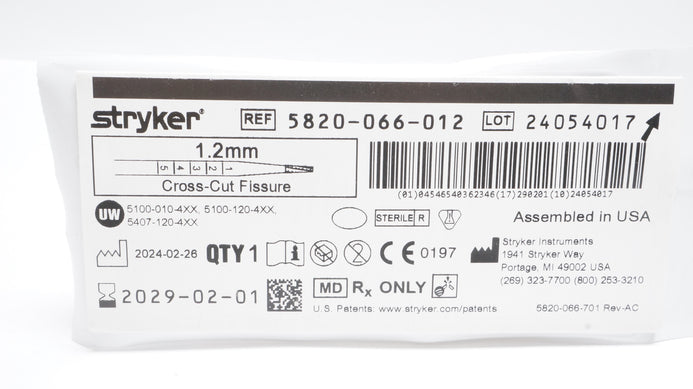 stryker® REF 5820-066-012 LOT 24054017
1.2mm
5 4 3 2 1
Cross-Cut Fissure
(01)04546540362346(17)290201(10)24054017
UW 5100-010-4XX, 5100-120-4XX,
5407-120-4XX
STERILE R
Assembled in USA
2024-02-26 QTY 1 i 2 CE 0197
Stryker Instruments
1941 Stryker Way
Portage, MI 49002 USA
(269) 323-7700 (800) 253-3210
2029-02-01 MD Rx ONLY
U.S. Patents: www.stryker.com/patents
5820-066-701 Rev-AC